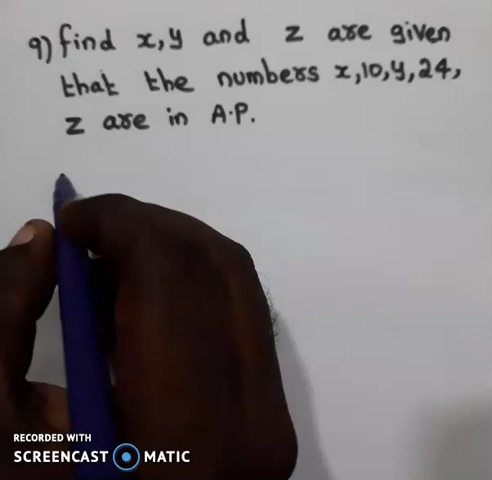 9) find x, y and z are given
that the numbers x, 10, y, 24,
z are in A.P.
RECORDED WITH
SCREENCAST MATIC